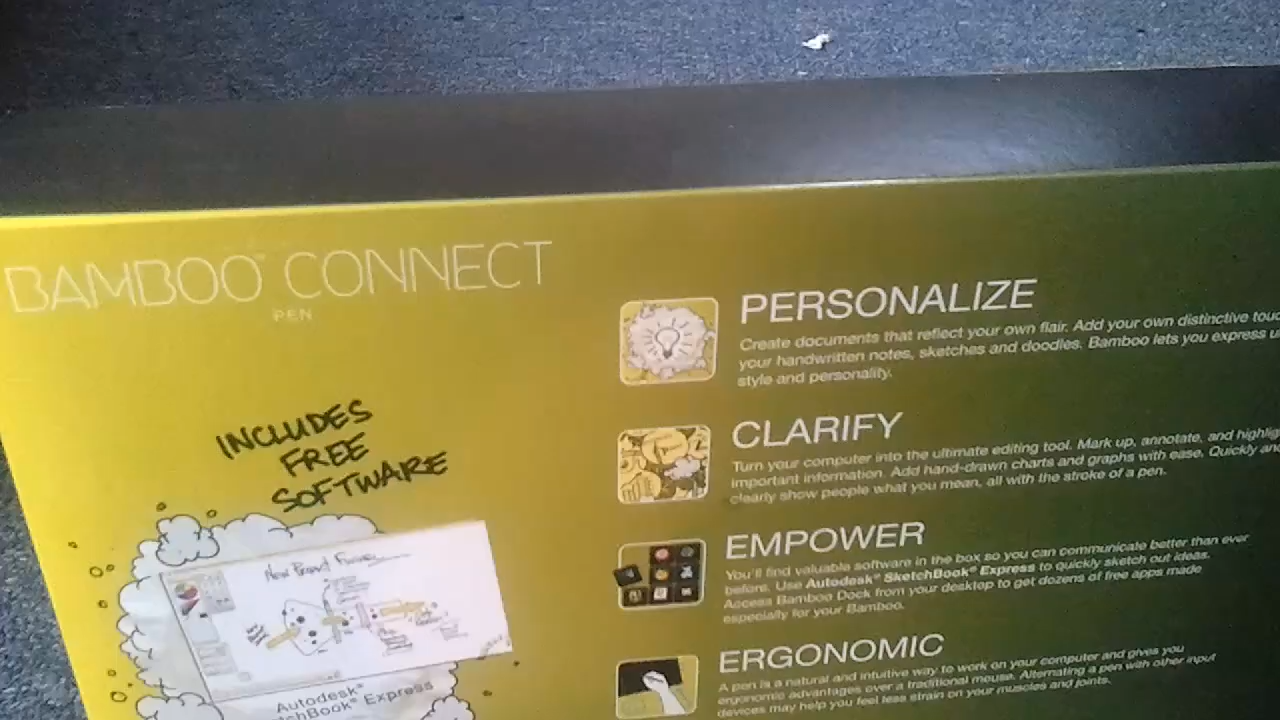 BAMBOO™ CONNECT
PEN
INCLUDES
FREE
SOFTWARE
New Product
Autodesk®
SketchBook® Express
PERSONALIZE
Create documents that reflect your own flair. Add your own distinctive
your handwritten notes, sketches and doodles. Bamboo lets you express
style and personality.
CLARIFY
Turn your computer into the ultimate editing tool. Mark up, annotate, and
important information. Add hand-drawn charts and graphs with ease. Quickly
clearly show people what you mean, all with the stroke of a pen.
EMPOWER
You'll find valuable software in the box so you can communicate better than ever
before. Use Autodesk® SketchBook® Express to quickly sketch out ideas.
Access Bamboo Dock from your desktop to get dozens of free apps made
especially for your Bamboo.
ERGONOMIC
A pen is a natural and intuitive way to work on your computer and gives you
ergonomic advantages over a traditional mouse. Alternating a pen with other input
devices may help you feel less strain on your muscles and joints.